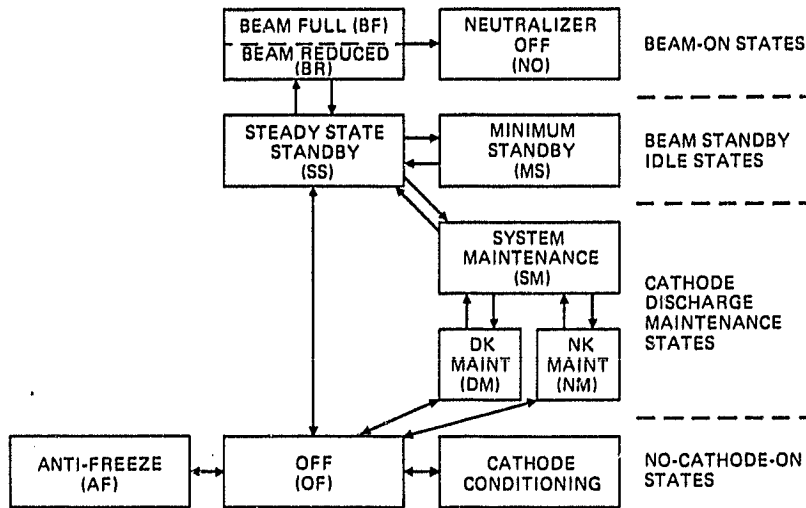 BEAM FULL (BF)
BEAM REDUCED
(BR)
NEUTRALIZER
OFF
(NO)
BEAM-ON STATES
STEADY STATE
STANDBY
(SS)
MINIMUM
STANDBY
(MS)
BEAM STANDBY
IDLE STATES
SYSTEM
MAINTENANCE
(SM)
CATHODE
DISCHARGE
MAINTENANCE
STATES
DK
MAINT
(DM)
NK
MAINT
(NM)
ANTI-FREEZE
(AF)
OFF
(OF)
CATHODE
CONDITIONING
NO-CATHODE-ON
STATES